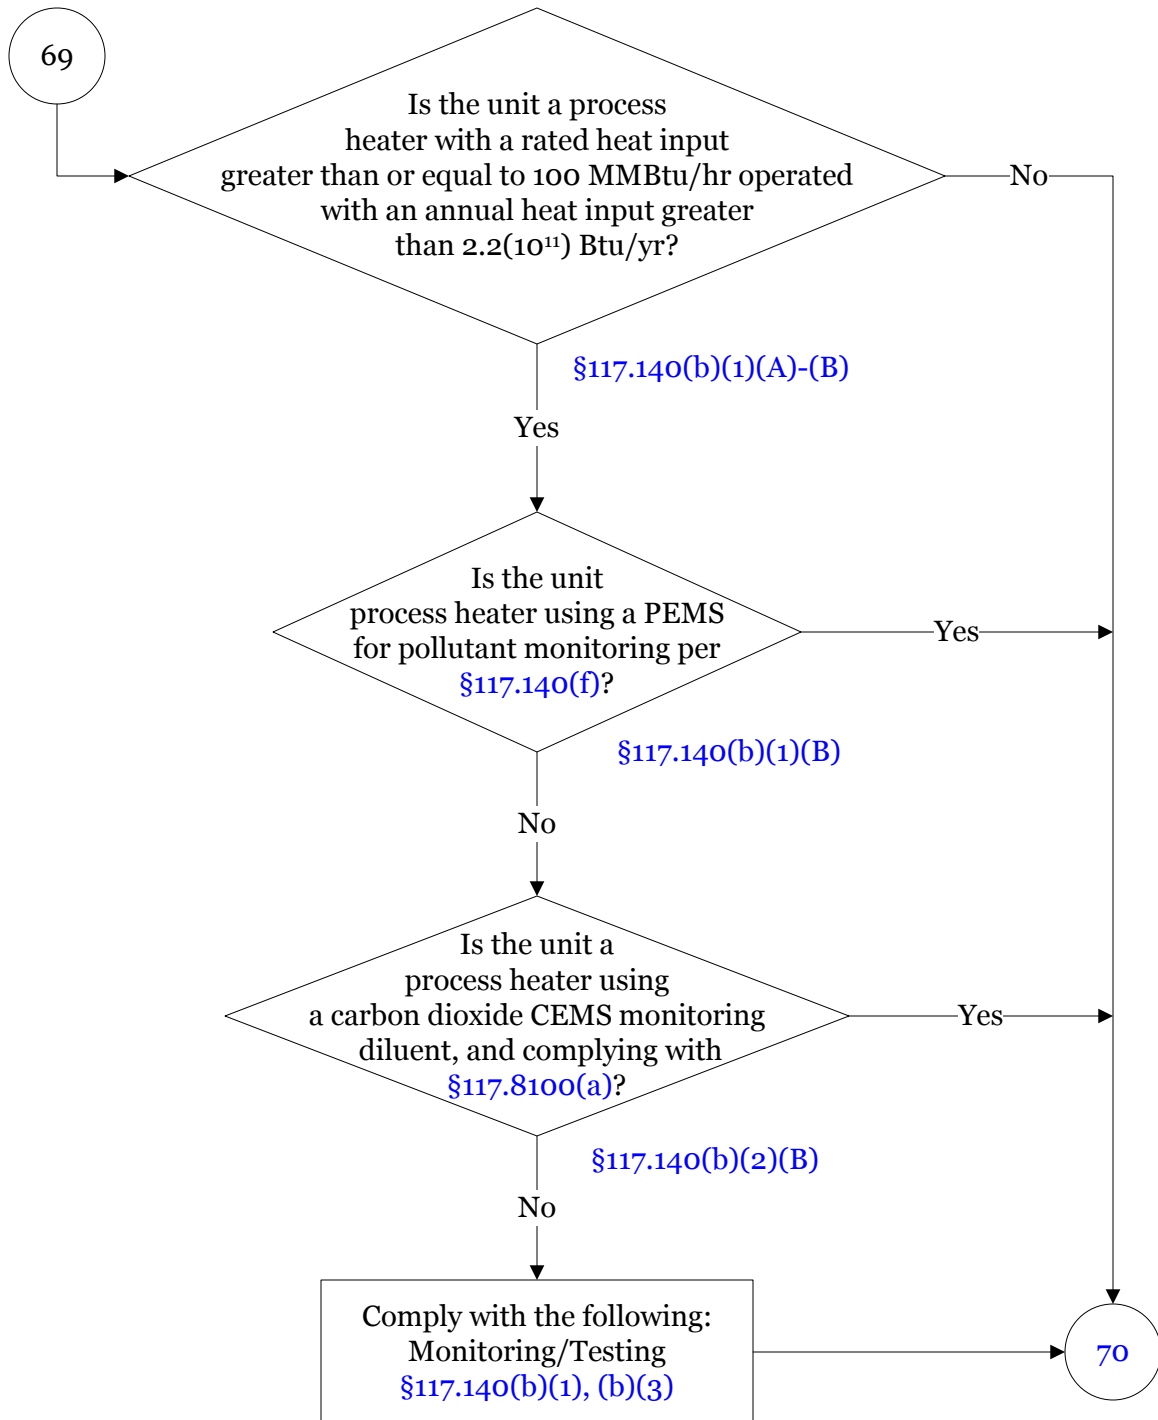 69
Is the unit a process
heater with a rated heat input
greater than or equal to 100 MMBtu/hr operated
with an annual heat input greater
than 2.2(10¹¹) Btu/yr?
No
§117.140(b)(1)(A)-(B)
Yes
Is the unit
process heater using a PEMS
for pollutant monitoring per
§117.140(f)?
Yes
§117.140(b)(1)(B)
No
Is the unit a
process heater using
a carbon dioxide CEMS monitoring
diluent, and complying with
§117.8100(a)?
Yes
§117.140(b)(2)(B)
No
Comply with the following:
Monitoring/Testing
§117.140(b)(1), (b)(3)
70